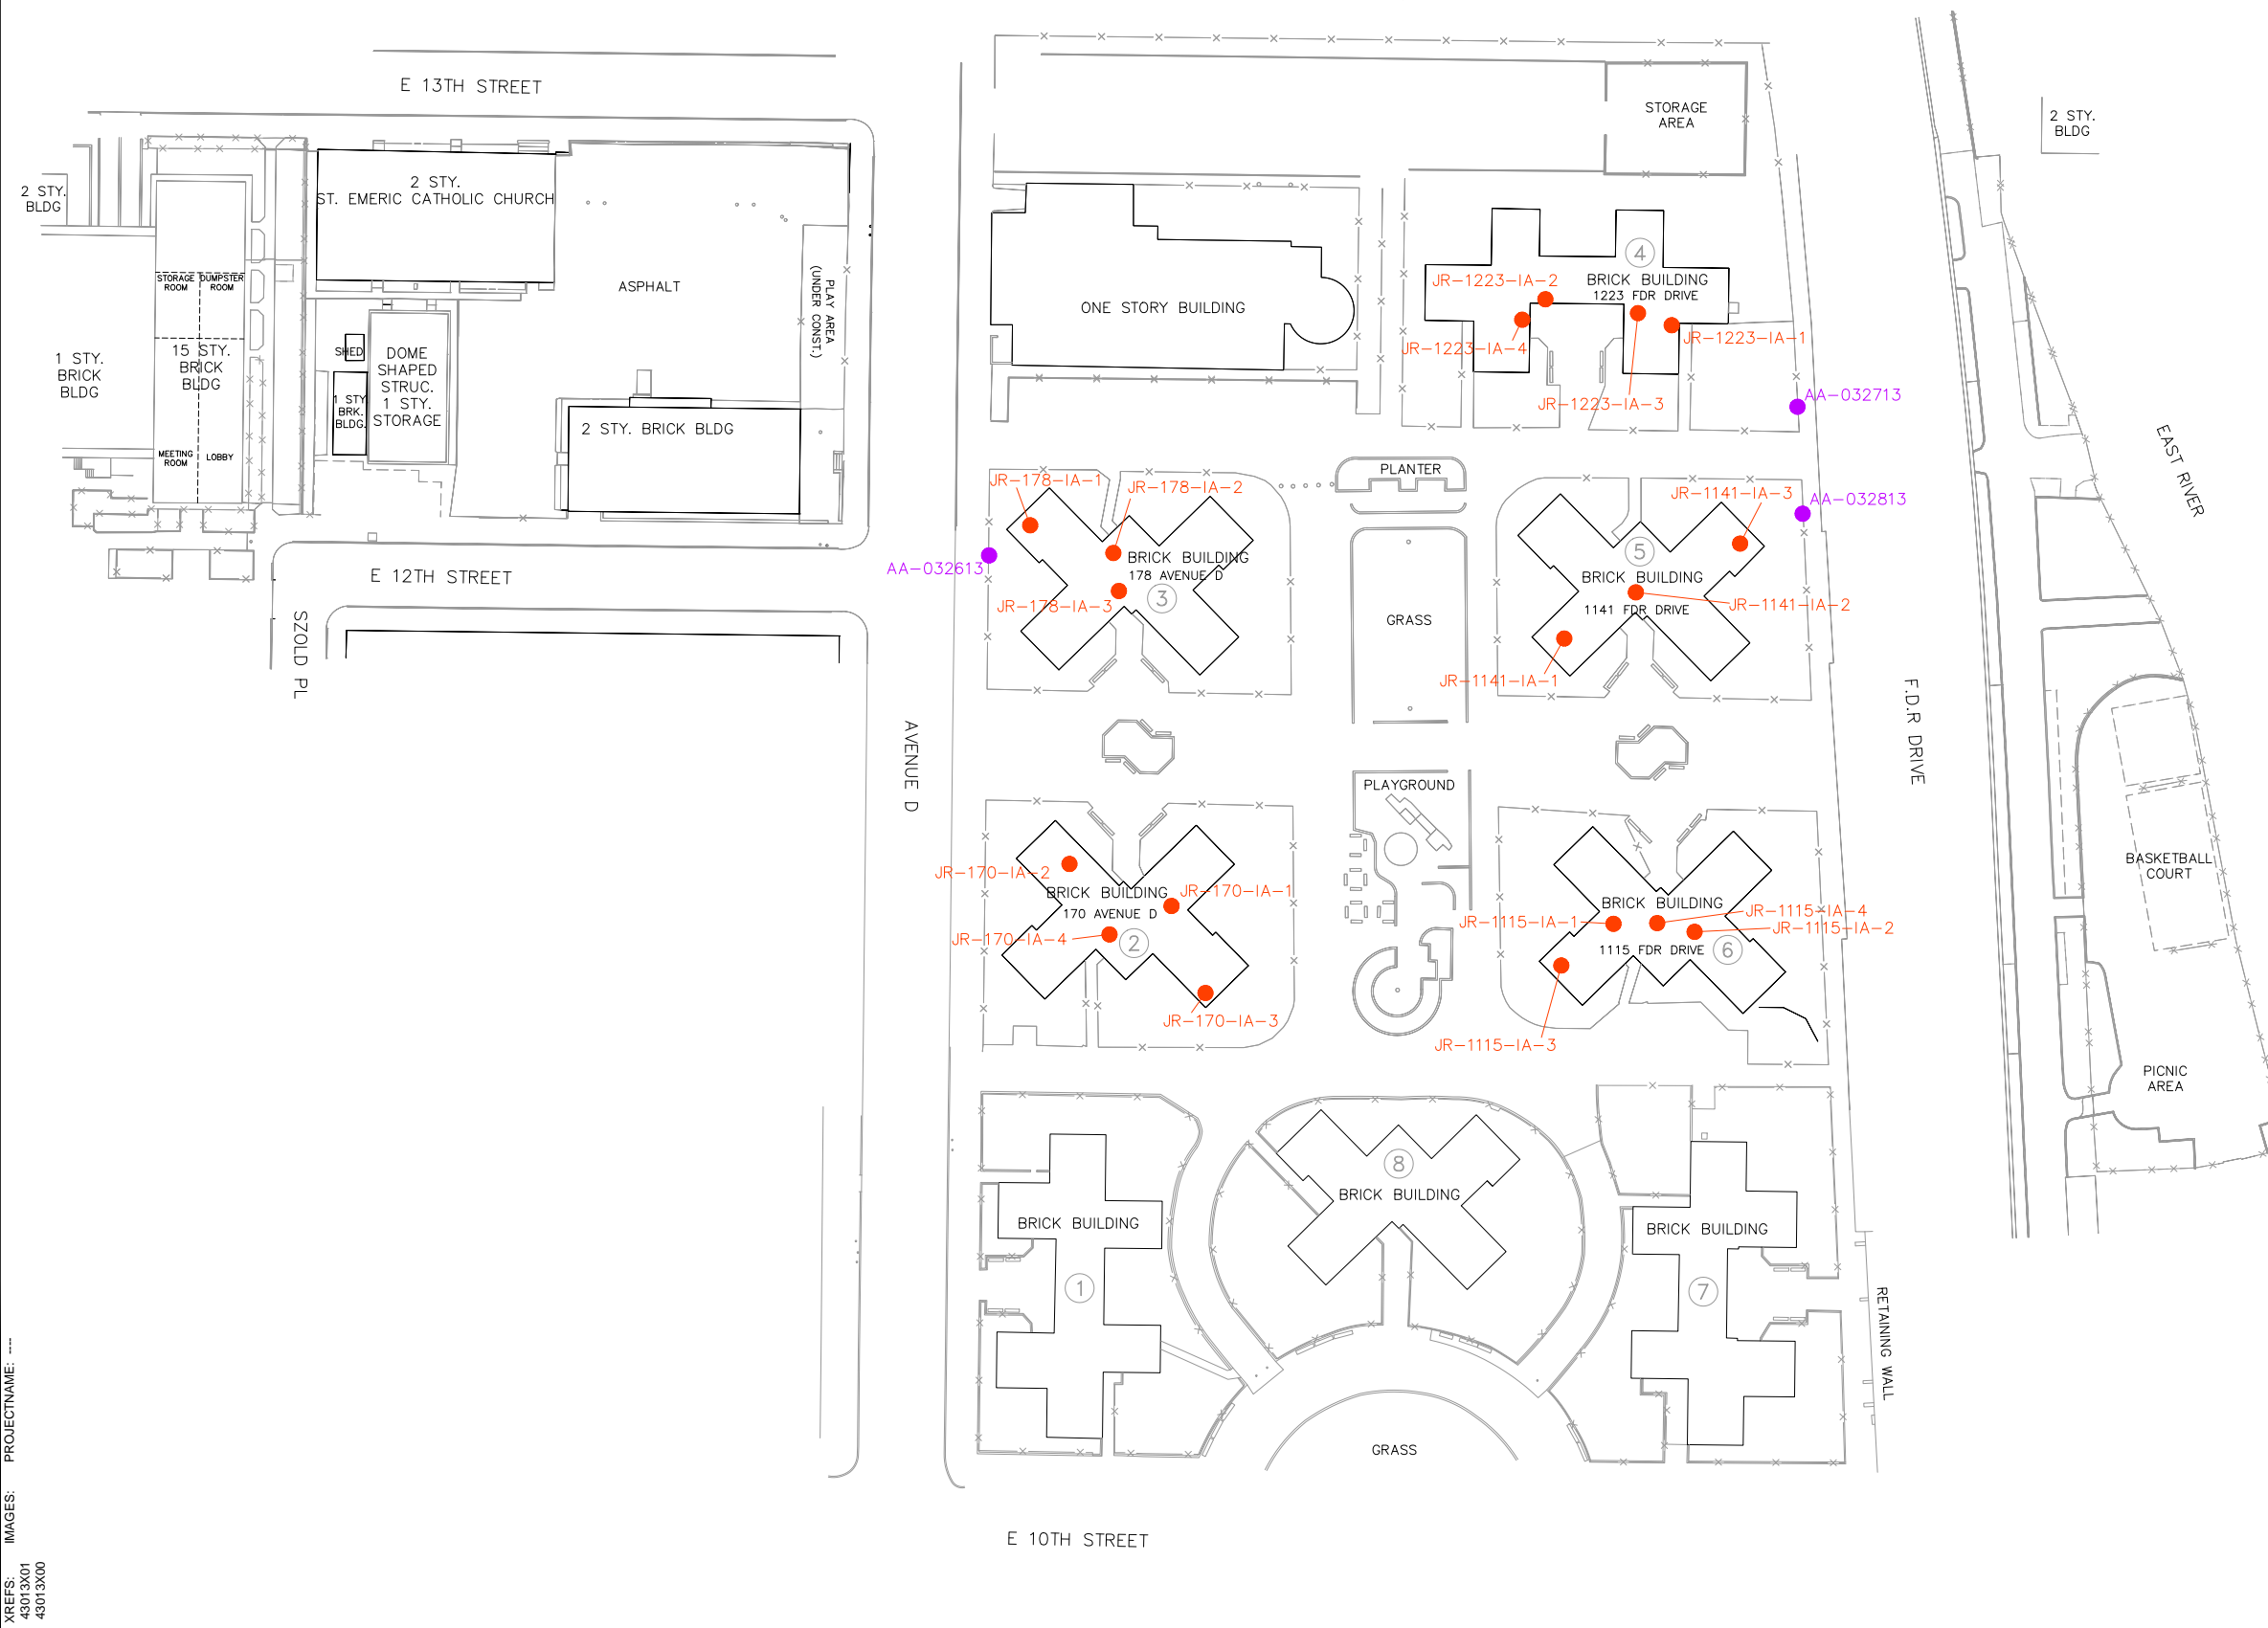 E 13TH STREET
STORAGE
AREA
2 STY.
BLDG
2 STY.
ST. EMERIC CATHOLIC CHURCH
2 STY.
BLDG
STORAGE
ROOM
DUMPSTER
ROOM
ASPHALT
PLAY AREA
(UNDER CONST.)
ONE STORY BUILDING
4
BRICK BUILDING
1223 FDR DRIVE
JR-1223-IA-2
JR-1223-IA-1
JR-1223-IA-4
JR-1223-IA-3
AA-032713
1 STY.
BRICK
BLDG
15 STY.
BRICK
BLDG
SHED
DOME
SHAPED
STRUC.
1 STY.
STORAGE
1 STY
BRK.
BLDG.
2 STY. BRICK BLDG
MEETING
ROOM
LOBBY
PLANTER
EAST RIVER
JR-178-IA-1
JR-178-IA-2
BRICK BUILDING
178 AVENUE D
3
JR-178-IA-3
AA-032613
JR-1141-IA-3
AA-032813
5
BRICK BUILDING
1141 FDR DRIVE
JR-1141-IA-2
JR-1141-IA-1
GRASS
E 12TH STREET
SZOLD PL
AVENUE D
F.D.R DRIVE
PLAYGROUND
JR-170-IA-2
BRICK BUILDING
JR-170-IA-1
170 AVENUE D
JR-170-IA-4
2
JR-170-IA-3
BRICK BUILDING
JR-1115-IA-1
JR-1115-IA-4
JR-1115-IA-2
1115 FDR DRIVE
6
JR-1115-IA-3
BASKETBALL
COURT
PICNIC
AREA
8
BRICK BUILDING
BRICK BUILDING
1
BRICK BUILDING
7
RETAINING WALL
GRASS
E 10TH STREET
XREFS: IMAGES: PROJECTNAME: ----
43013X01
43013X00